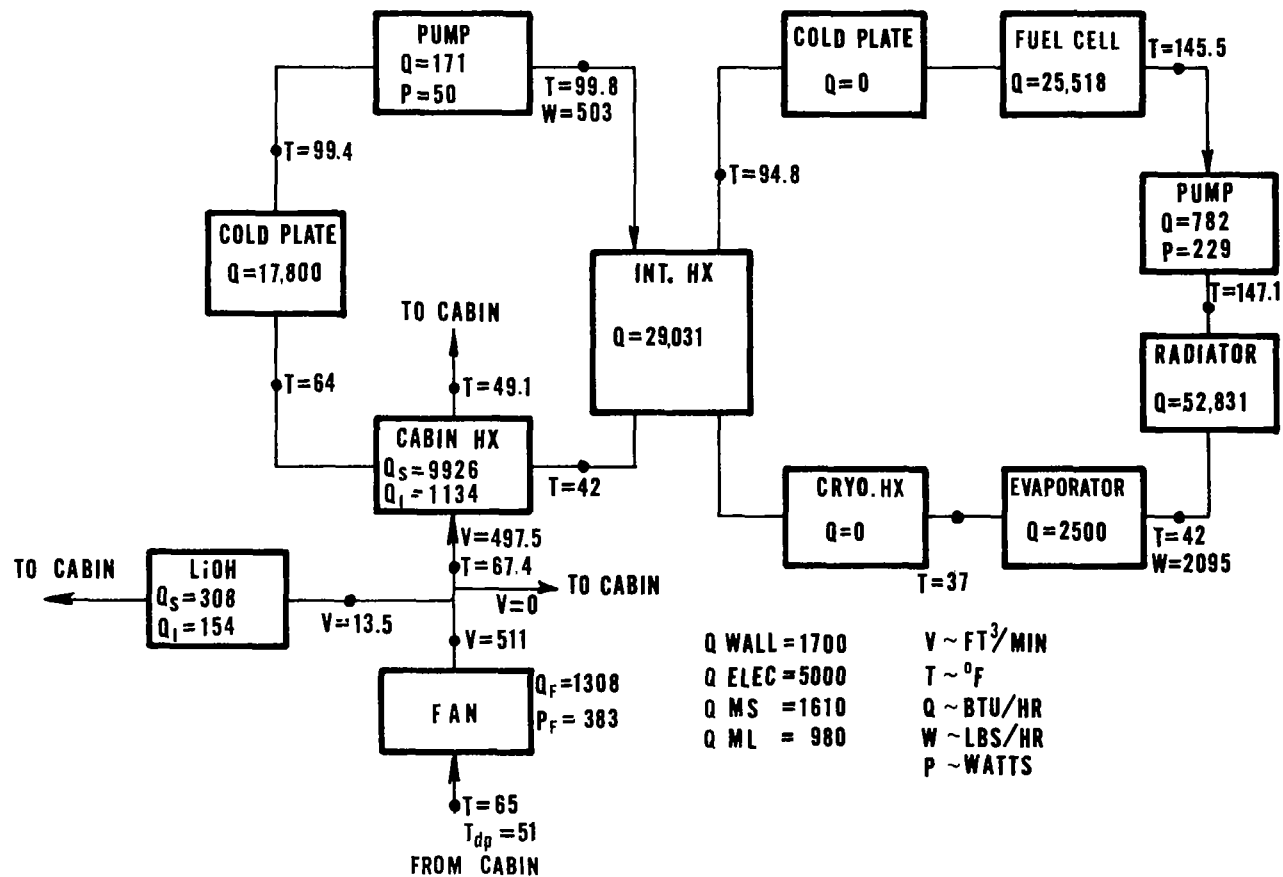 PUMP
Q=171
P=50
T=99.8
W=503
T=99.4
COLD PLATE
Q=17,800
T=64
TO CABIN
T=49.1
CABIN HX
Qs=9926
Ql=1134
T=42
V=497.5
T=67.4
TO CABIN
V=0
LiOH
Qs=308
Ql=154
TO CABIN
V=13.5
V=511
FAN
QF=1308
PF= 383
T=65
Tdp=51
FROM CABIN
INT. HX
Q=29,031
COLD PLATE
Q=0
FUEL CELL
Q=25,518
T=145.5
T=94.8
PUMP
Q=782
P=229
T=147.1
RADIATOR
Q=52,831
CRYO.HX
Q=0
EVAPORATOR
Q=2500
T=42
W=2095
T=37
Q WALL=1700
Q ELEC=5000
Q MS =1610
Q ML = 980
V~FT³/MIN
T~°F
Q~BTU/HR
W~LBS/HR
P ~WATTS